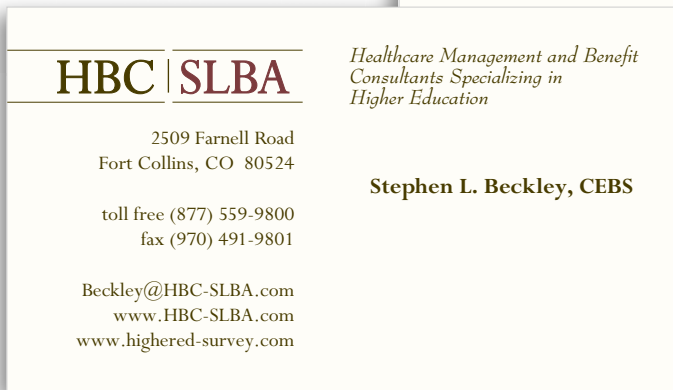 HBC SLBA
Healthcare Management and Benefit
Consultants Specializing in
Higher Education
2509 Farnell Road
Fort Collins, CO 80524
Stephen L. Beckley, CEBS
toll free (877) 559-9800
fax (970) 491-9801
Beckley@HBC-SLBA.com
www.HBC-SLBA.com
www.highered-survey.com